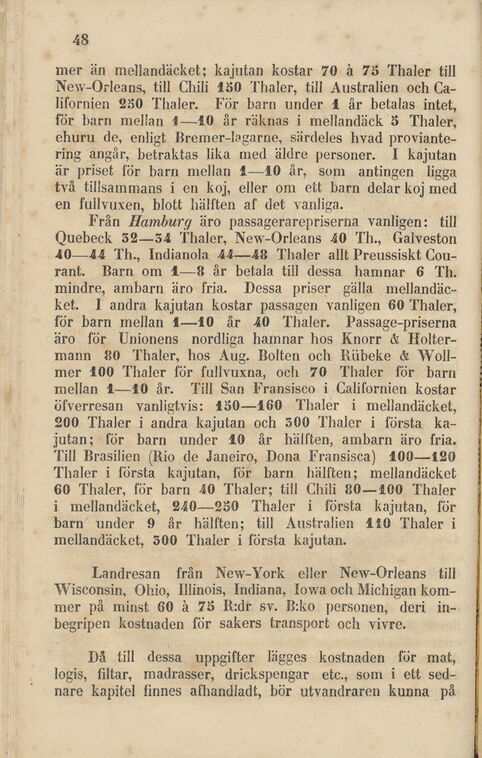 48
mer än mellandäcket; kajutan kostar 70 à 75 Thaler till
New-Orleans, till Chili 150 Thaler, till Australien och Ca-
lifornien 250 Thaler. För barn under 1 år betalas intet,
för barn mellan 1—10 år räknas i mellandäck 5 Thaler,
ehuru de, enligt Bremer-lagarne, särdeles hvad proviante-
ring angår, betraktas lika med äldre personer. I kajutan
är priset för barn mellan 1—10 år, som antingen ligga
två tillsammans i en koj, eller om ett barn delar koj med
en fullvuxen, blott hälften af det vanliga.
Från Hamburg äro passagerarepriserna vanligen: till
Quebeck 32—34 Thaler, New-Orleans 40 Th., Galveston
40—44 Th., Indianola 44—48 Thaler allt Preussiskt Cou-
rant. Barn om 1—8 år betala till dessa hamnar 6 Th.
mindre, ambarn äro fria. Dessa priser gälla mellandäc-
ket. I andra kajutan kostar passagen vanligen 60 Thaler,
för barn mellan 1—10 år 40 Thaler. Passage-priserna
äro för Unionens nordliga hamnar hos Knorr & Holter-
mann 80 Thaler, hos Aug. Bolten och Rübeke & Woll-
mer 100 Thaler för fullvuxna, och 70 Thaler för barn
mellan 1—10 år. Till San Fransisco i Californien kostar
öfverresan vanligtvis: 150—160 Thaler i mellandäcket,
200 Thaler i andra kajutan och 300 Thaler i första ka-
jutan; för barn under 10 år hälften, ambarn äro fria.
Till Brasilien (Rio de Janeiro, Dona Fransisca) 100—120
Thaler i första kajutan, för barn hälften; mellandäcket
60 Thaler, för barn 40 Thaler; till Chili 80—100 Thaler
i mellandäcket, 240—250 Thaler i första kajutan, för
barn under 9 år hälften; till Australien 110 Thaler i
mellandäcket, 300 Thaler i första kajutan.
Landresan från New-York eller New-Orleans till
Wisconsin, Ohio, Illinois, Indiana, Iowa och Michigan kom-
mer på minst 60 à 75 R:dr sv. B:ko personen, deri in-
begripen kostnaden för sakers transport och vivre.
Då till dessa uppgifter lägges kostnaden för mat,
logis, filtar, madrasser, drickspengar etc., som i ett sed-
nare kapitel finnes afhandladt, bör utvandraren kunna på